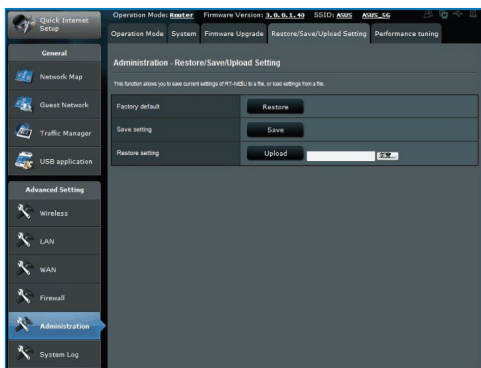 Quick Internet Setup
Operation Mode: Router Firmware Version: 3.0.0.1.40 SSID: ASUS ASUS_5G
Operation Mode System Firmware Upgrade Restore/Save/Upload Setting Performance tuning
General
Network Map
Guest Network
Traffic Manager
USB application
Advanced Setting
Wireless
LAN
WAN
Firewall
Administration
System Log
Administration - Restore/Save/Upload Setting
This function allows you to save current settings of RT-N65U to a file, or load settings from a file.
Factory default Restore
Save setting Save
Restore setting Upload